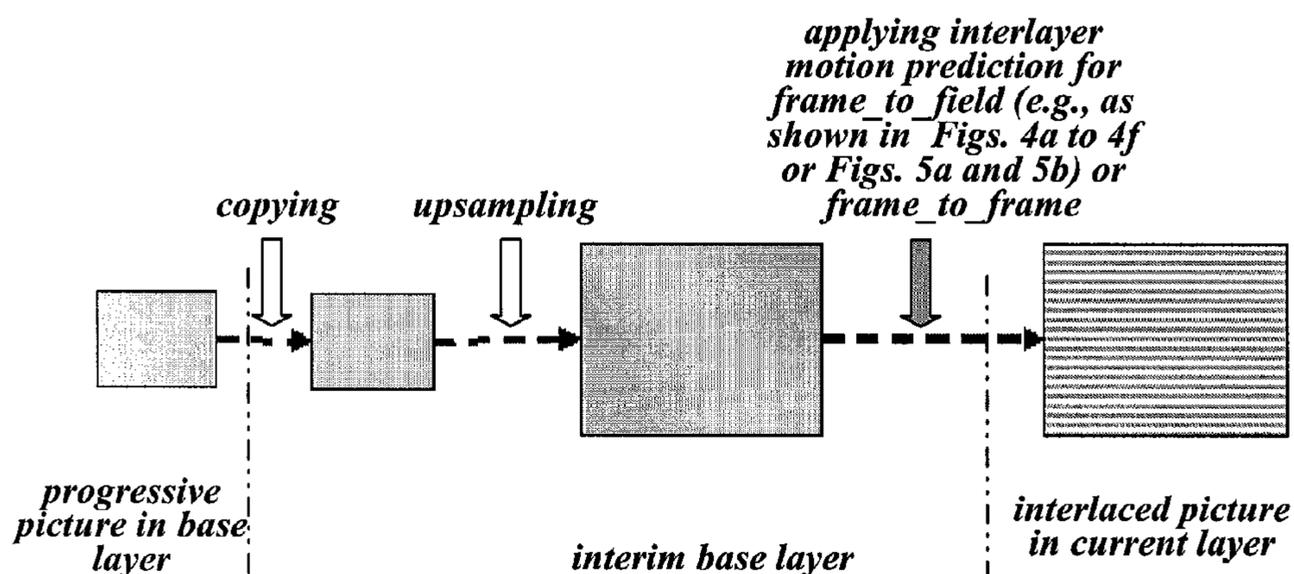 applying interlayer
motion prediction for
frame_to_field (e.g., as
shown in Figs. 4a to 4f
or Figs. 5a and 5b) or
frame_to_frame
copying
upsampling
progressive
picture in base
layer
interim base layer
interlaced picture
in current layer